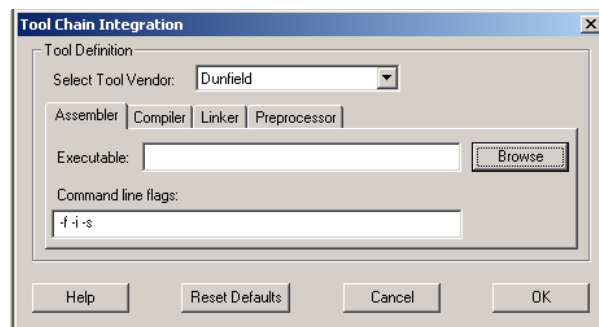 Tool Chain Integration
Tool Definition
Select Tool Vendor: Dunfield
Assembler Compiler Linker Preprocessor
Executable: Browse
Command line flags:
-f -i -s
Help Reset Defaults Cancel OK